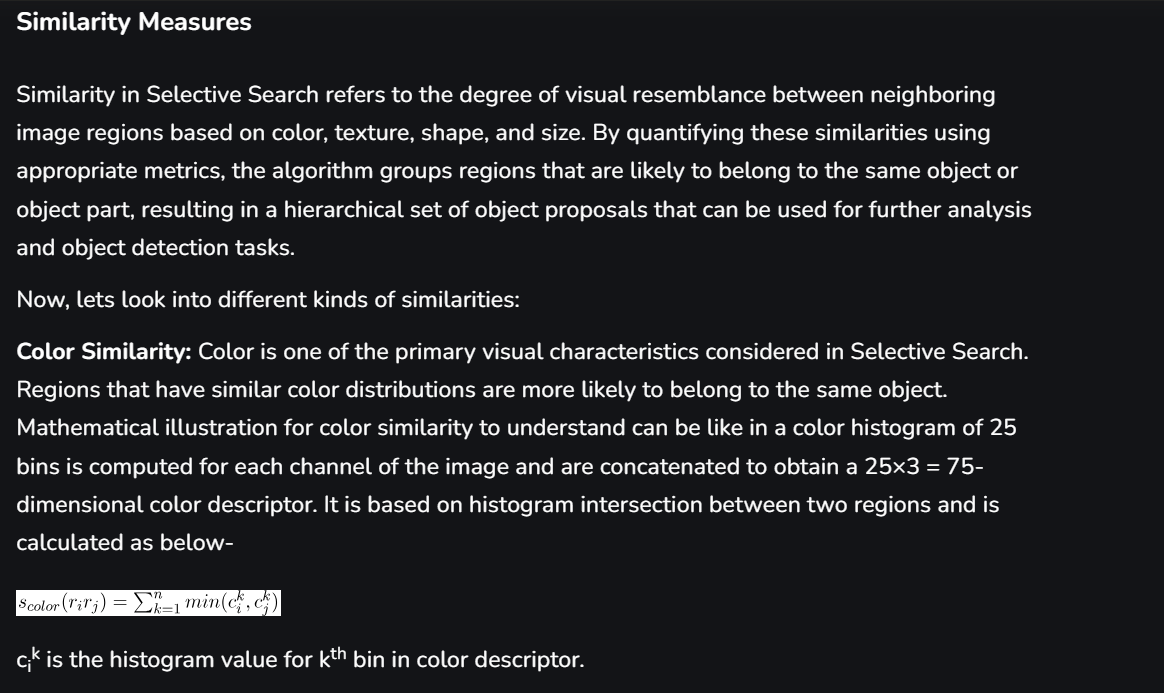 Similarity Measures
Similarity in Selective Search refers to the degree of visual resemblance between neighboring
image regions based on color, texture, shape, and size. By quantifying these similarities using
appropriate metrics, the algorithm groups regions that are likely to belong to the same object or
object part, resulting in a hierarchical set of object proposals that can be used for further analysis
and object detection tasks.
Now, lets look into different kinds of similarities:
Color Similarity: Color is one of the primary visual characteristics considered in Selective Search.
Regions that have similar color distributions are more likely to belong to the same object.
Mathematical illustration for color similarity to understand can be like in a color histogram of 25
bins is computed for each channel of the image and are concatenated to obtain a 25×3 = 75-
dimensional color descriptor. It is based on histogram intersection between two regions and is
calculated as below-
s_{color}(r_i r_j) = \sum_{k=1}^{n} min(c_i^k, c_j^k)
c_i^k is the histogram value for k^{th} bin in color descriptor.